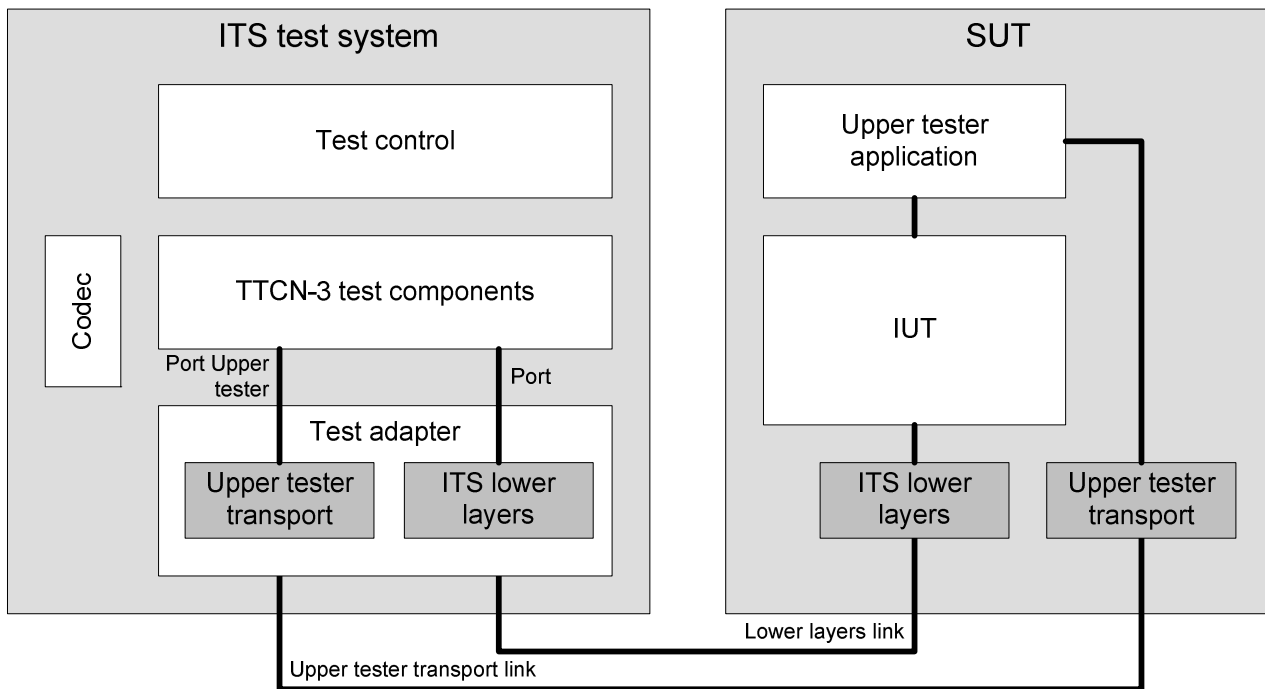 ITS test system
Test control
Codec
TTCN-3 test components
Port Upper
tester
Port
Test adapter
Upper tester
transport
ITS lower
layers
SUT
Upper tester
application
IUT
ITS lower
layers
Upper tester
transport
Lower layers link
Upper tester transport link